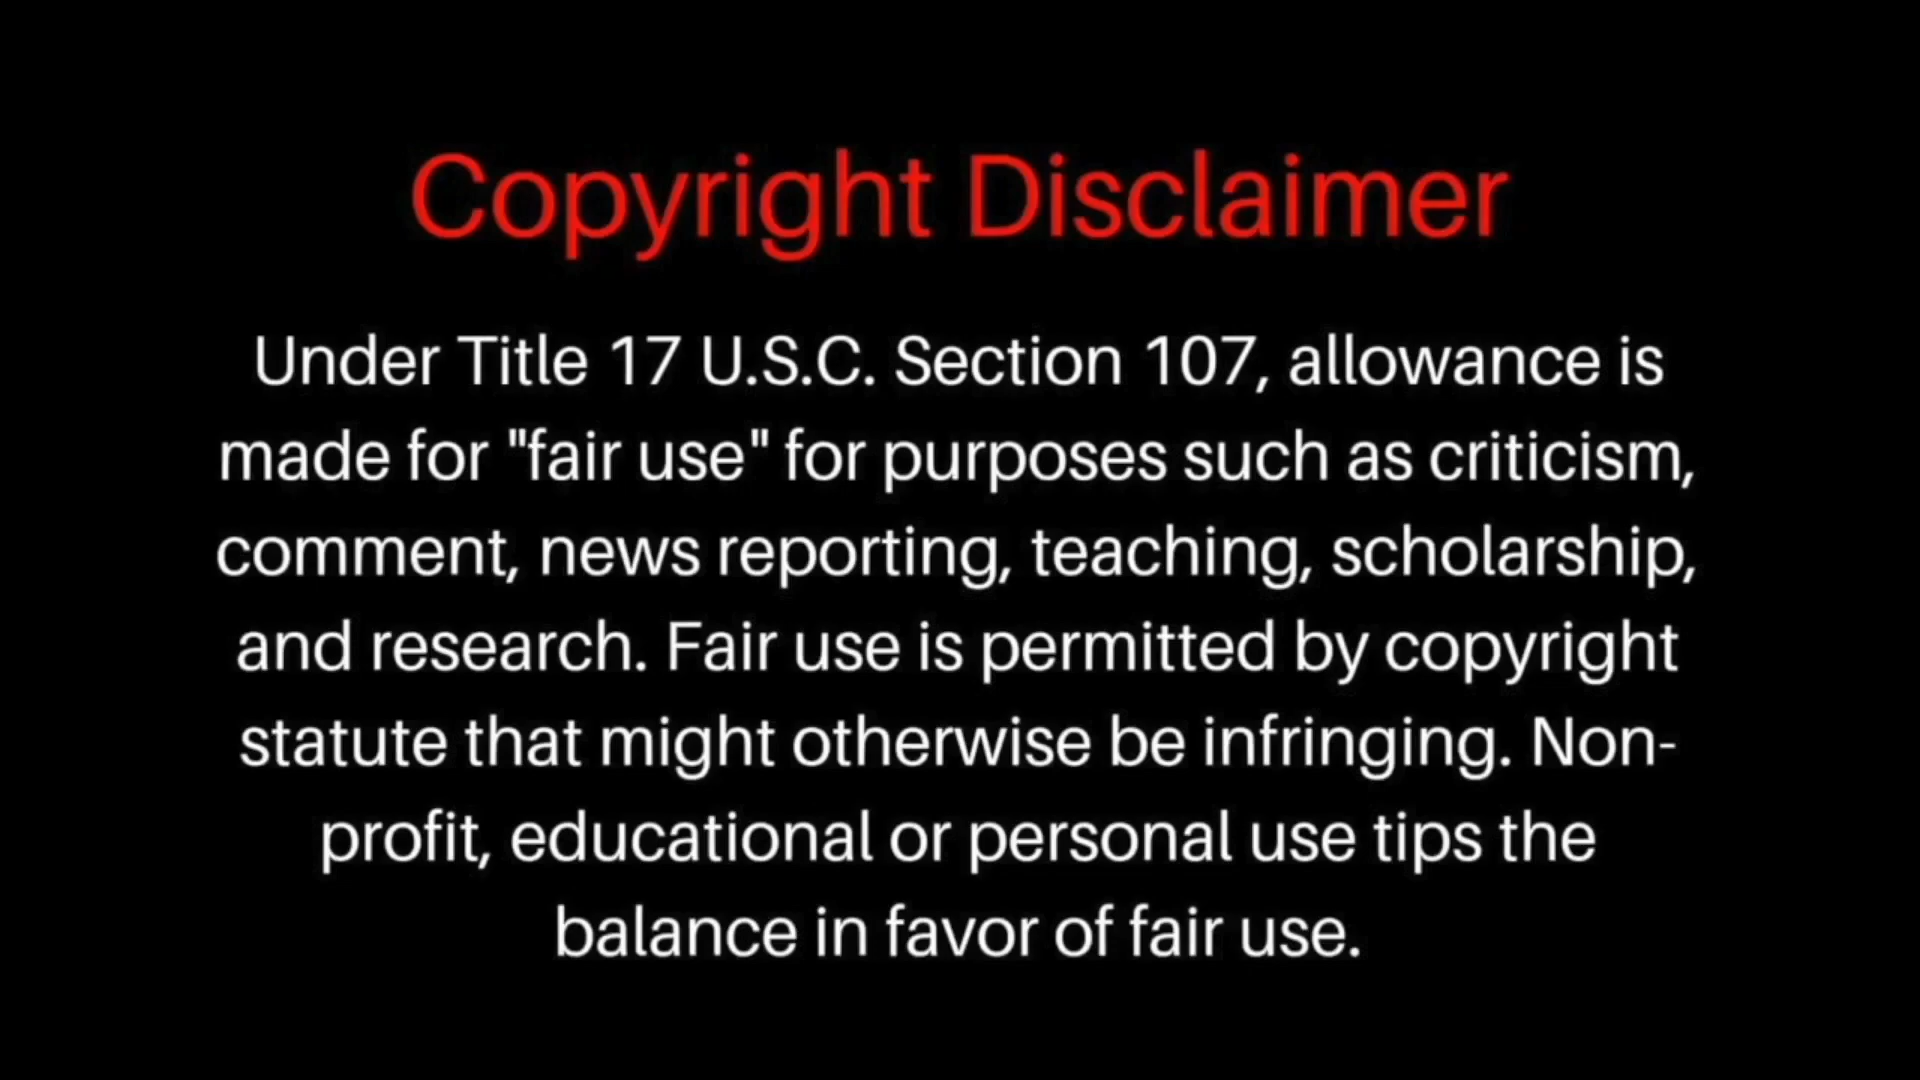 Copyright Disclaimer
Under Title 17 U.S.C. Section 107, allowance is
made for "fair use" for purposes such as criticism,
comment, news reporting, teaching, scholarship,
and research. Fair use is permitted by copyright
statute that might otherwise be infringing. Non-
profit, educational or personal use tips the
balance in favor of fair use.